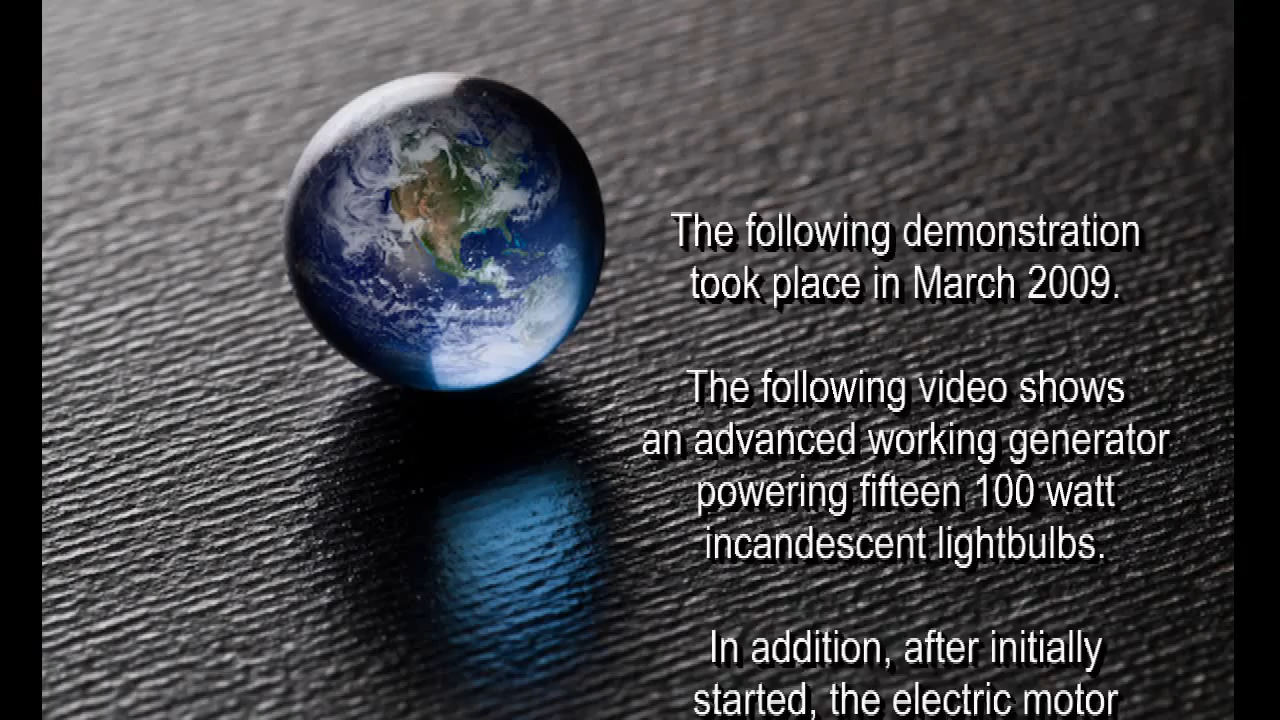 The following demonstration
took place in March 2009.
The following video shows
an advanced working generator
powering fifteen 100 watt
incandescent lightbulbs.
In addition, after initially
started, the electric motor